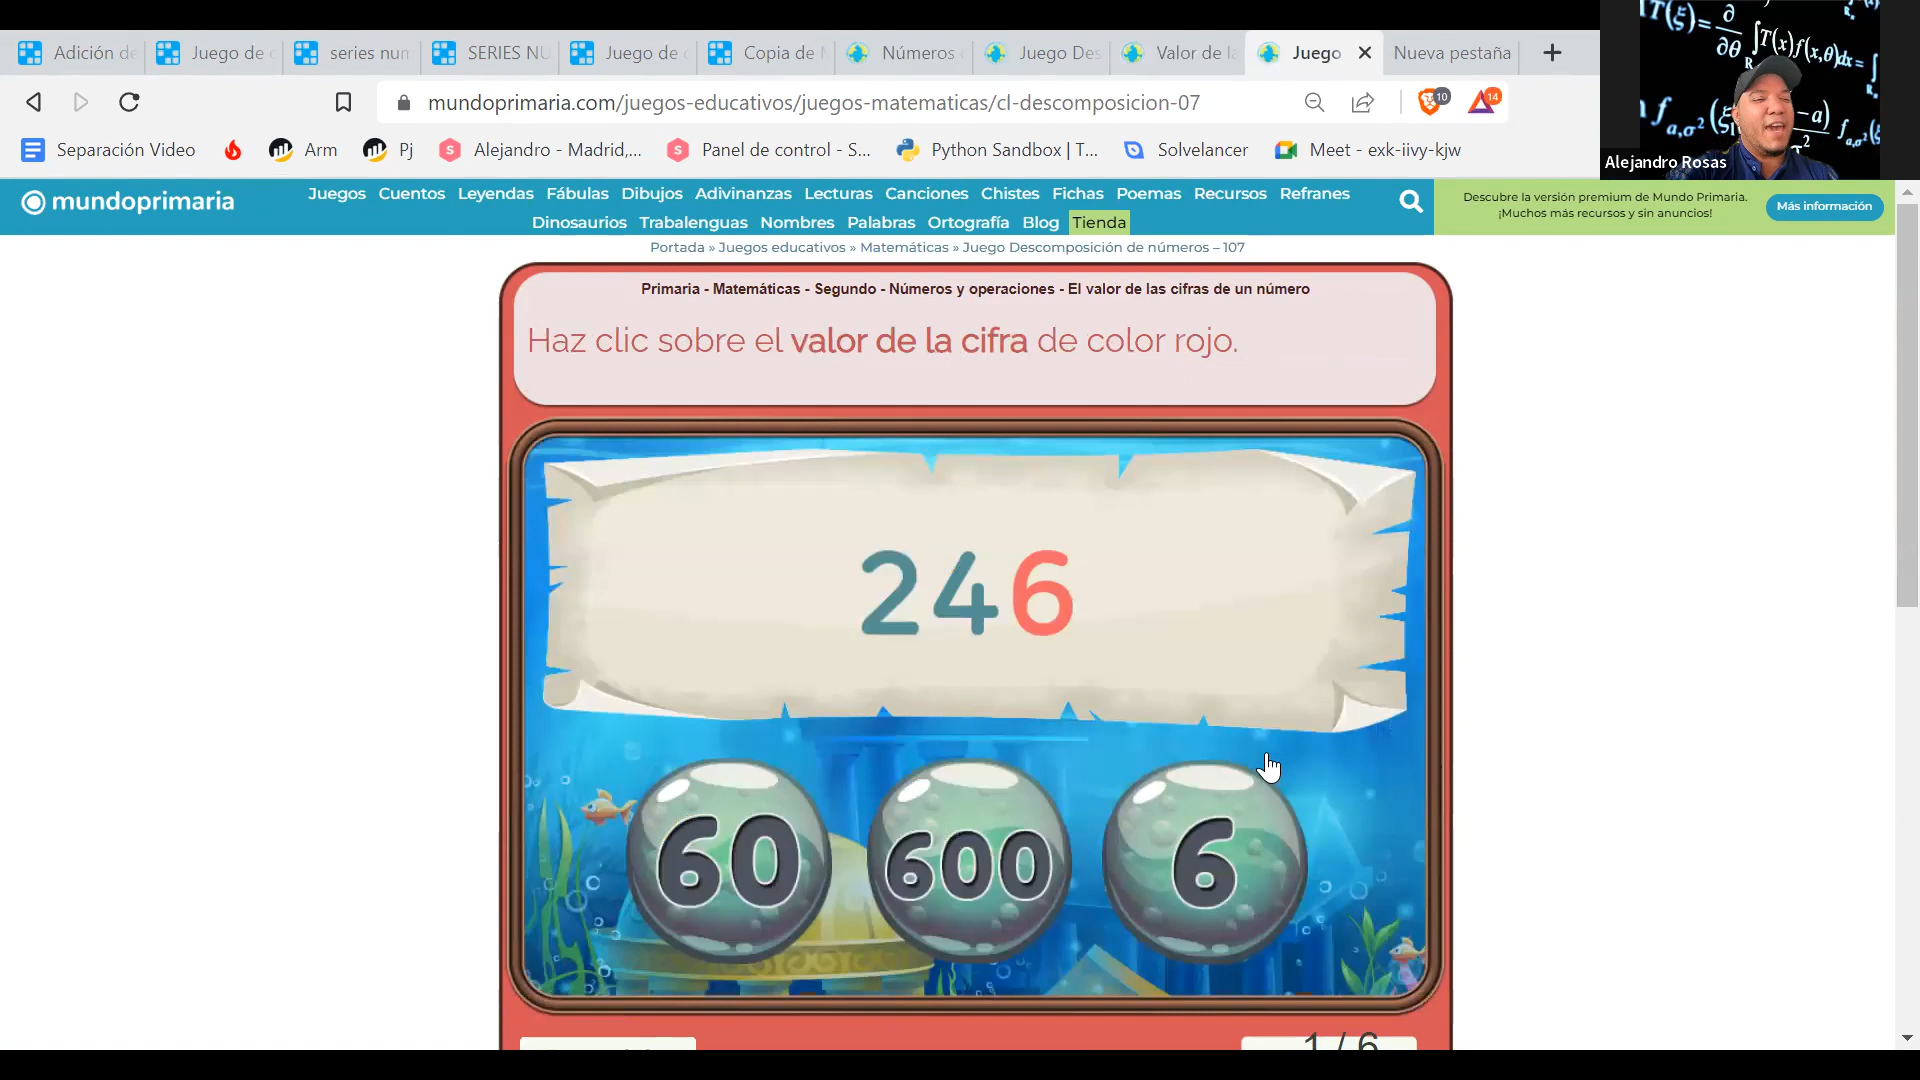 Adición de
Juego de c
series num
SERIES NU
Juego de c
Copia de M
Números
Juego Des
Valor de la
Juego
Nueva pestaña
mundoprimaria.com/juegos-educativos/juegos-matematicas/cl-descomposicion-07
10
14
Separación Video
Arm
Pj
Alejandro - Madrid,...
Panel de control - S...
Python Sandbox | T...
Solvelancer
Meet - exk-iivy-kjw
Alejandro Rosas
mundoprimaria
Juegos Cuentos Leyendas Fábulas Dibujos Adivinanzas Lecturas Canciones Chistes Fichas Poemas Recursos Refranes
Dinosaurios Trabalenguas Nombres Palabras Ortografía Blog Tienda
Descubre la versión premium de Mundo Primaria.
¡Muchos más recursos y sin anuncios!
Más información
Portada » Juegos educativos » Matemáticas » Juego Descomposición de números – 107
Primaria - Matemáticas - Segundo - Números y operaciones - El valor de las cifras de un número
Haz clic sobre el valor de la cifra de color rojo.
246
60
600
6
1 / 6